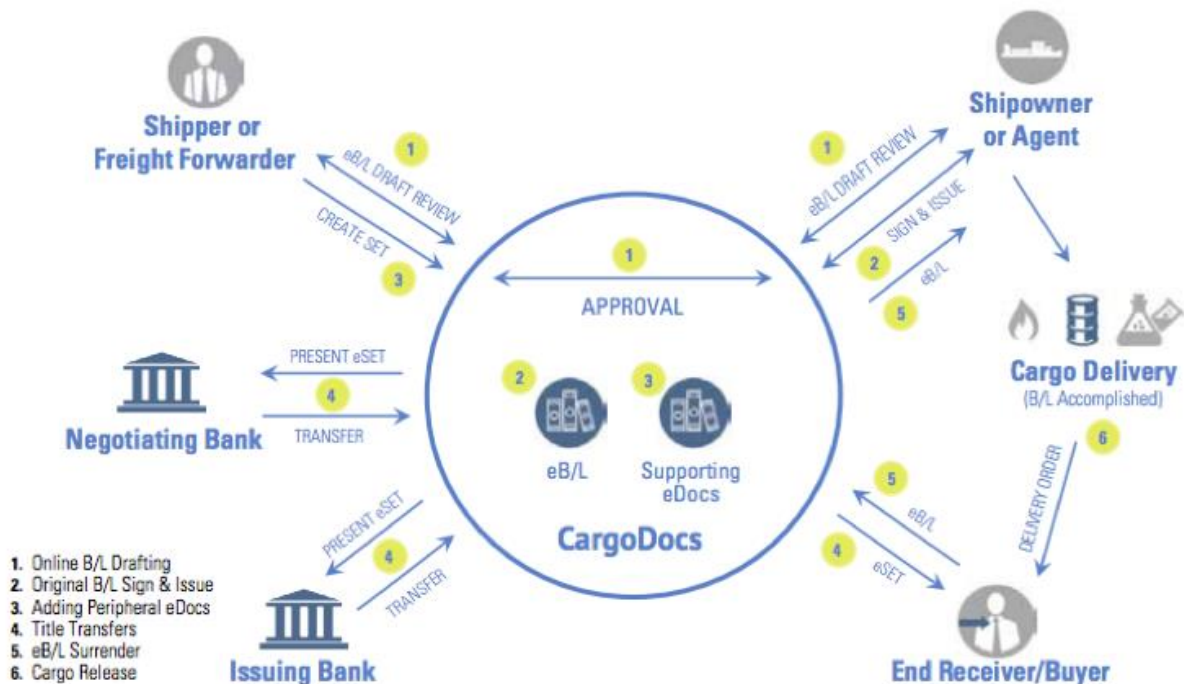 Shipper or
Freight Forwarder
1
eB/L DRAFT REVIEW
CREATE SET
3
Shipowner
or Agent
1
eB/L DRAFT REVIEW
SIGN & ISSUE
2
eB/L
5
1
APPROVAL
2
eB/L
3
Supporting
eDocs
CargoDocs
PRESENT eSET
4
TRANSFER
Negotiating Bank
PRESENT eSET
4
TRANSFER
Issuing Bank
Cargo Delivery
(B/L Accomplished)
6
DELIVERY ORDER
5
eB/L
4
eSET
End Receiver/Buyer
1. Online B/L Drafting
2. Original B/L Sign & Issue
3. Adding Peripheral eDocs
4. Title Transfers
5. eB/L Surrender
6. Cargo Release